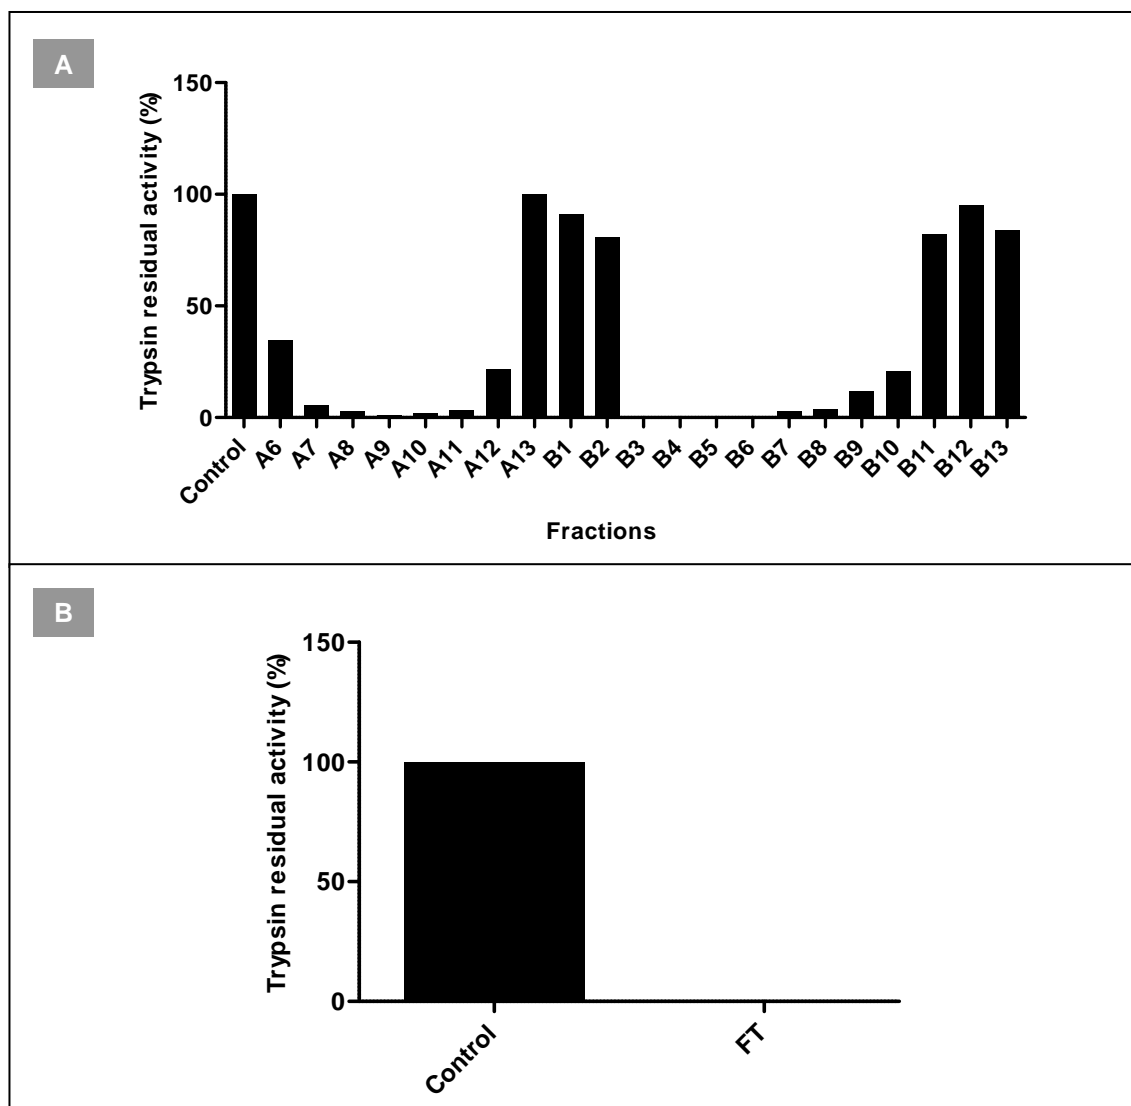 A
Trypsin residual activity (%)
150
100
50
0
Control A6 A7 A8 A9 A10 A11 A12 A13 B1 B2 B3 B4 B5 B6 B7 B8 B9 B10 B11 B12 B13
Fractions
B
Trypsin residual activity (%)
150
100
50
0
Control FT